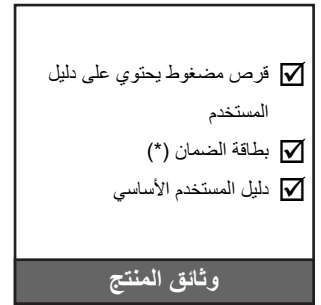 ☑ قرص مضغوط يحتوي على دليل
المستخدم
☑ بطاقة الضمان (*)
☑ دليل المستخدم الأساسي
وثائق المنتج